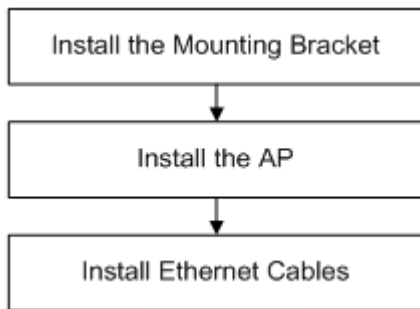 Install the Mounting Bracket
Install the AP
Install Ethernet Cables